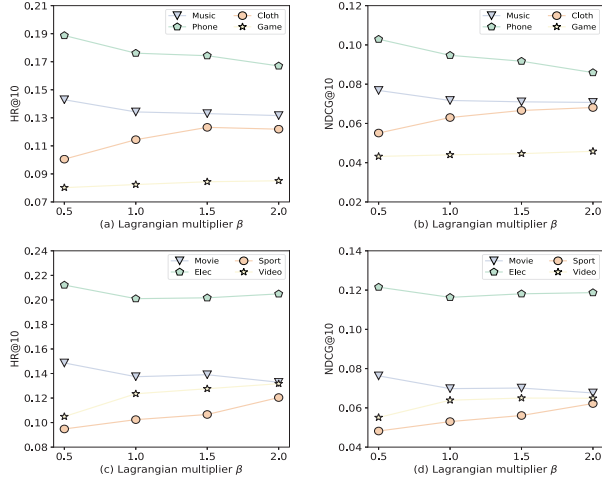 Music Cloth
Phone Game
HR@10
0.21
0.19
0.17
0.15
0.13
0.11
0.09
0.07
0.5 1.0 1.5 2.0
(a) Lagrangian multiplier β
Music Cloth
Phone Game
NDCG@10
0.12
0.10
0.08
0.06
0.04
0.02
0.5 1.0 1.5 2.0
(b) Lagrangian multiplier β
Movie Sport
Elec Video
HR@10
0.24
0.22
0.20
0.18
0.16
0.14
0.12
0.10
0.08
0.5 1.0 1.5 2.0
(c) Lagrangian multiplier β
Movie Sport
Elec Video
NDCG@10
0.14
0.12
0.10
0.08
0.06
0.04
0.5 1.0 1.5 2.0
(d) Lagrangian multiplier β